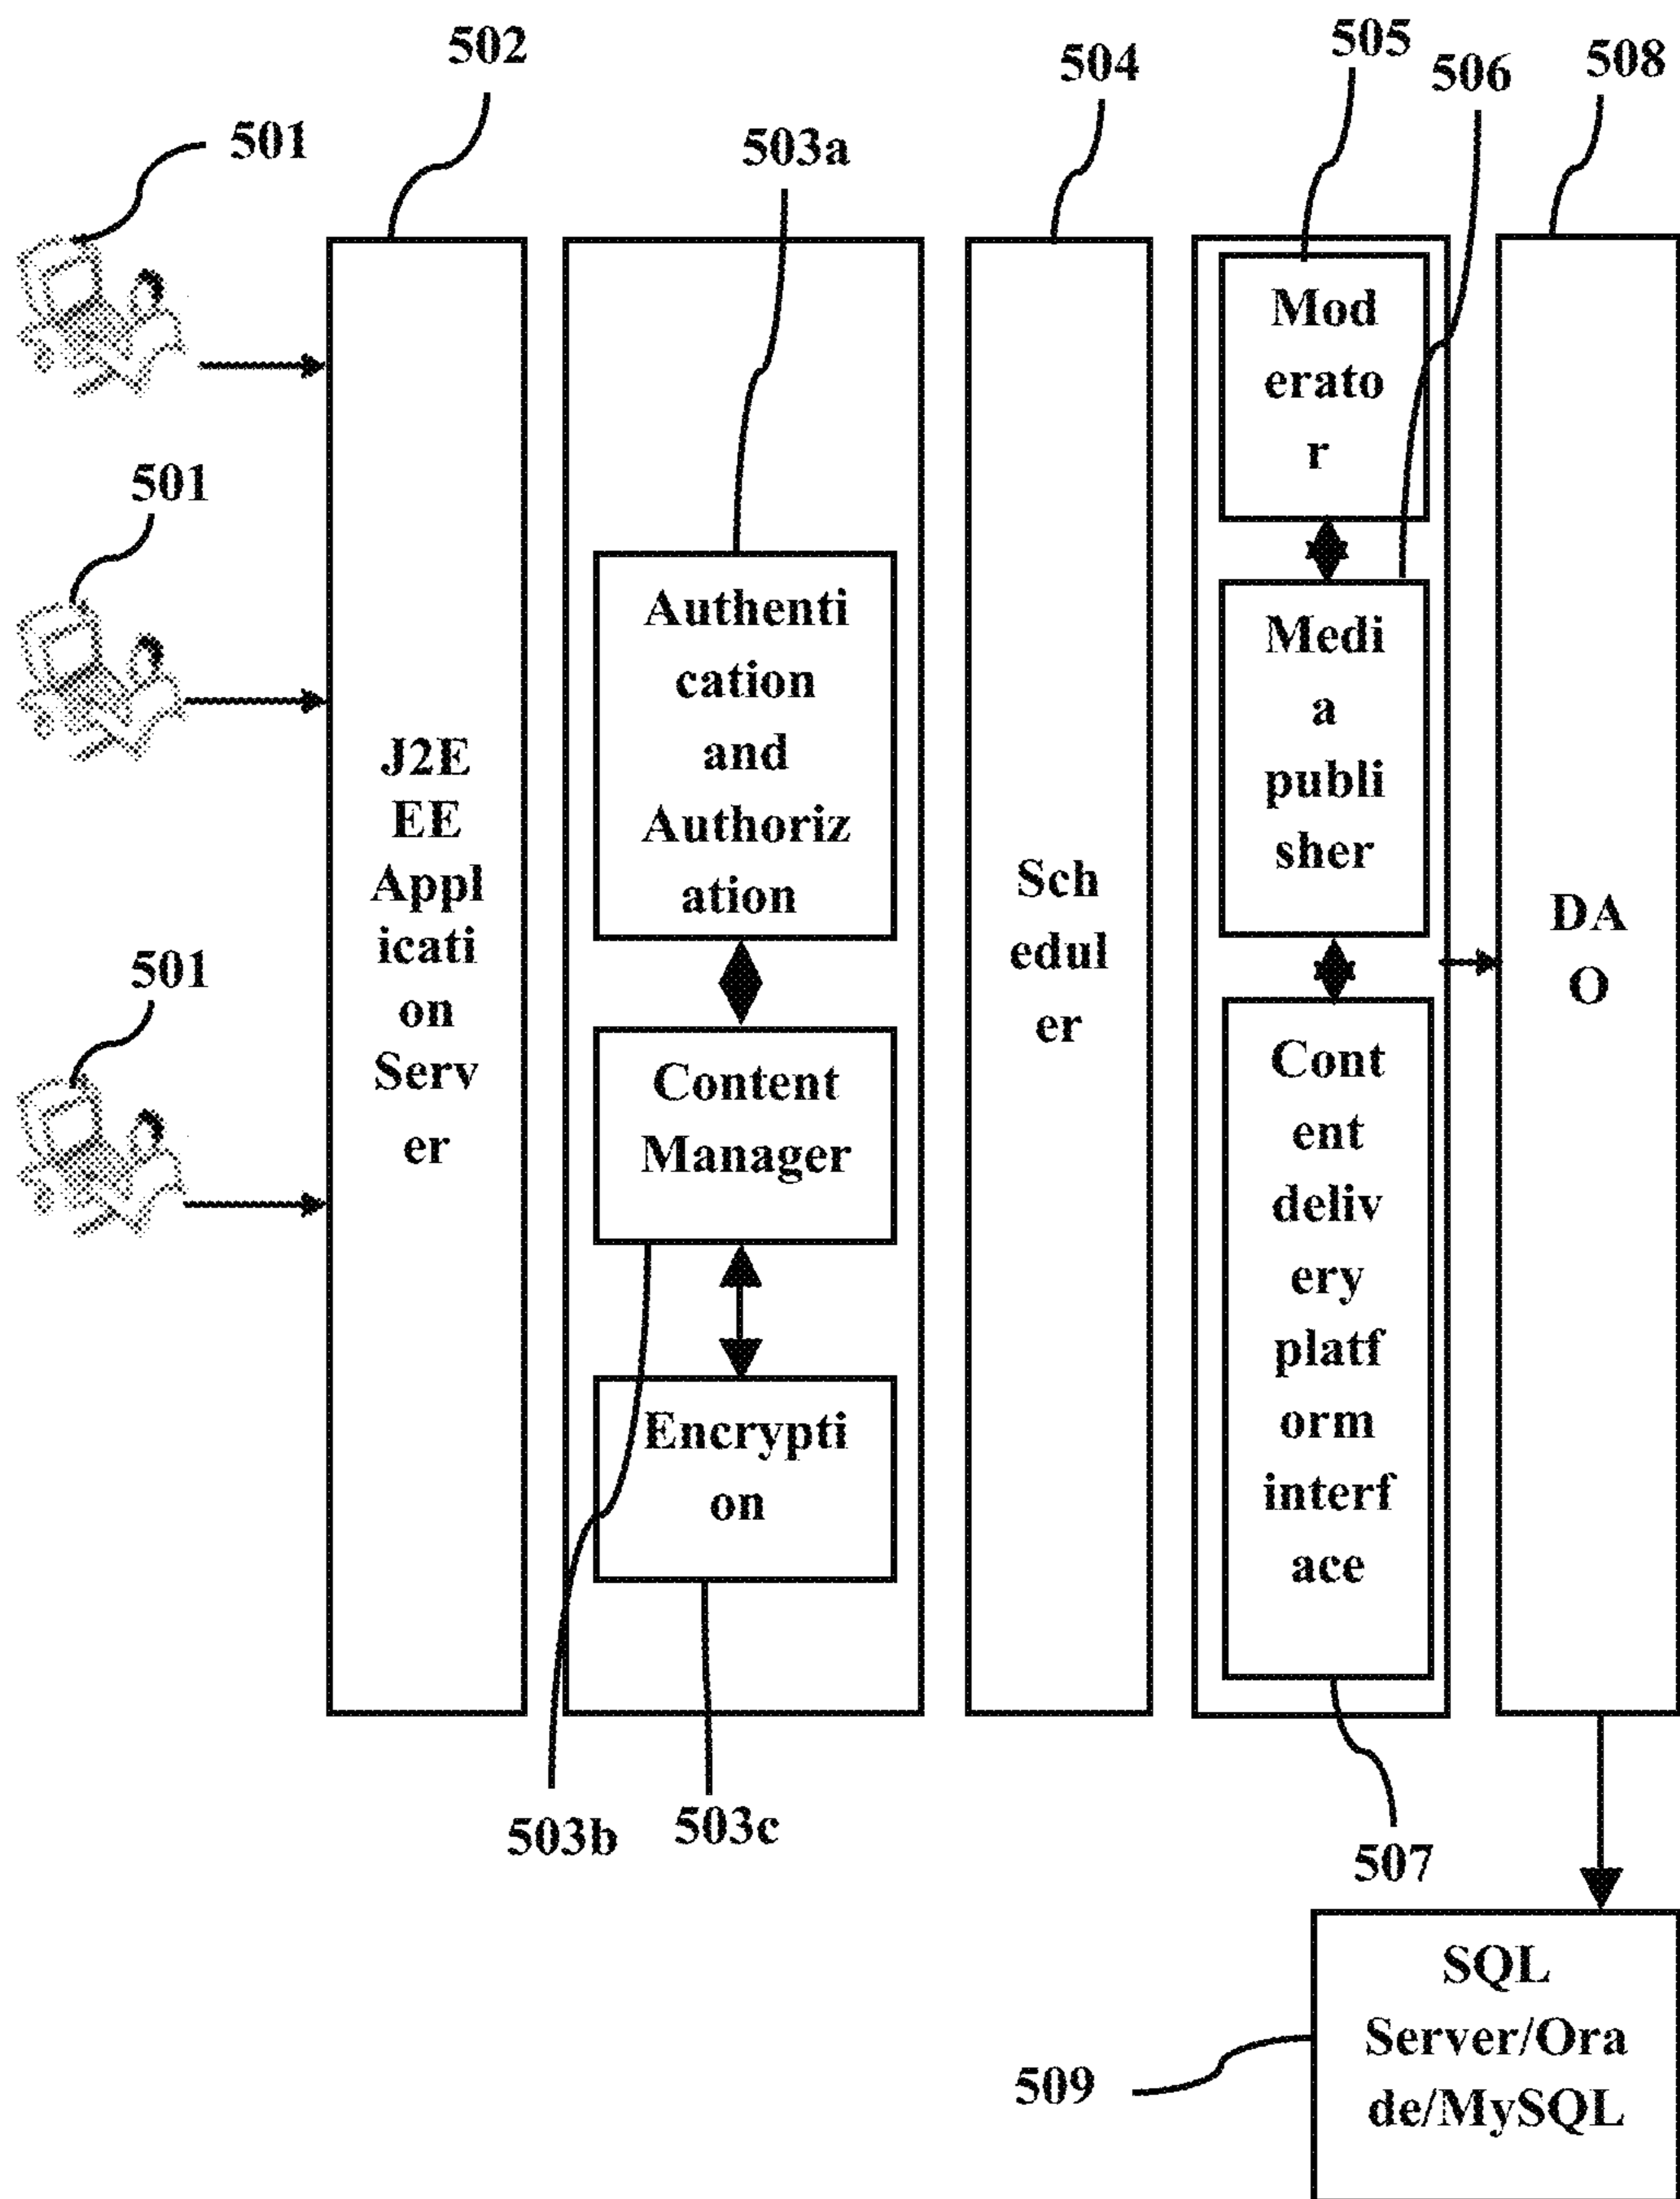 502
505
504
506
508
501
503a
501
501
J2E
EE
Appl
icati
on
Serv
er
Authenti
cation
and
Authoriz
ation
Content
Manager
Encrypti
on
Sch
edul
er
Mod
erato
r
Medi
a
publi
sher
Cont
ent
deliv
ery
platf
orm
interf
ace
DA
O
503b
503c
507
SQL
Server/Ora
de/MySQL
509